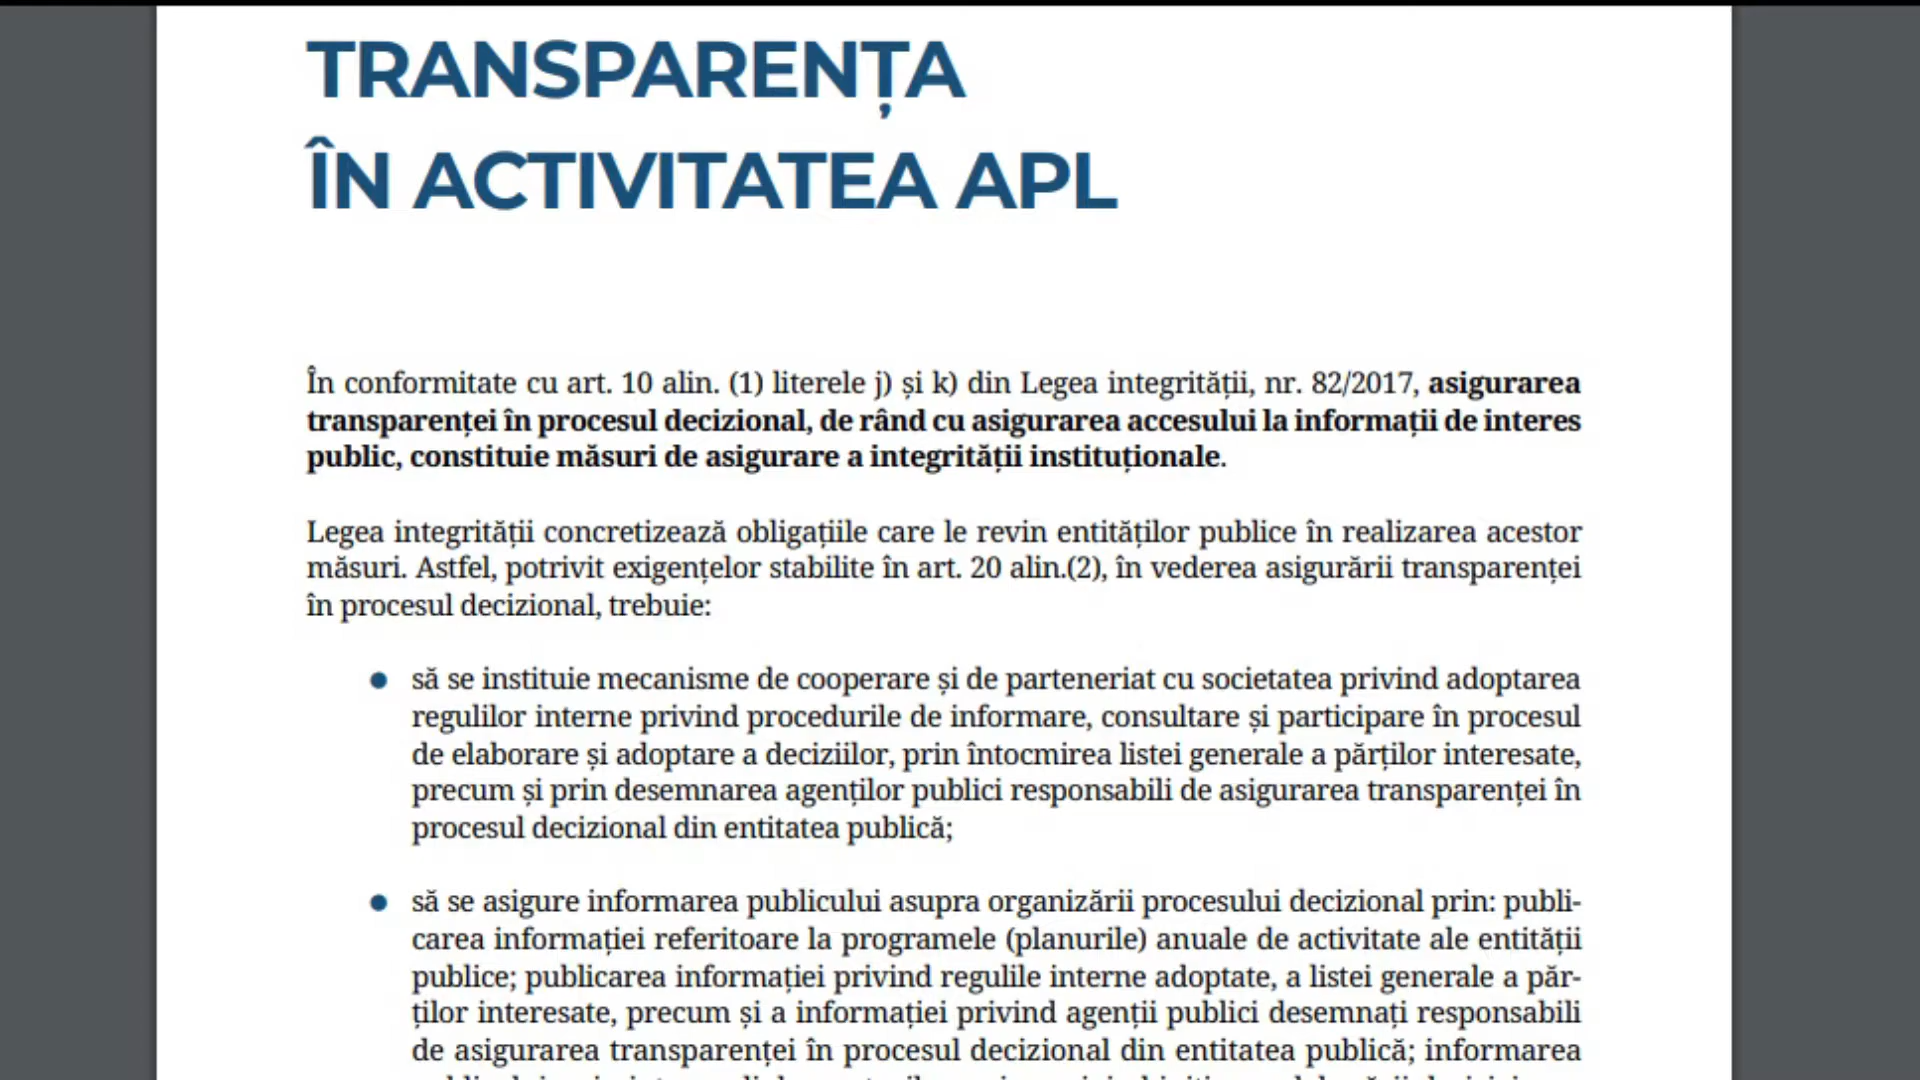 TRANSPARENȚA
ÎN ACTIVITATEA APL
În conformitate cu art. 10 alin. (1) literele j) și k) din Legea integrității, nr. 82/2017, asigurarea
transparenței în procesul decizional, de rând cu asigurarea accesului la informații de interes
public, constituie măsuri de asigurare a integrității instituționale.
Legea integrității concretizează obligațiile care le revin entităților publice în realizarea acestor
măsuri. Astfel, potrivit exigențelor stabilite în art. 20 alin.(2), în vederea asigurării transparenței
în procesul decizional, trebuie:
● să se instituie mecanisme de cooperare și de parteneriat cu societatea privind adoptarea
regulilor interne privind procedurile de informare, consultare și participare în procesul
de elaborare și adoptare a deciziilor, prin întocmirea listei generale a părților interesate,
precum și prin desemnarea agenților publici responsabili de asigurarea transparenței în
procesul decizional din entitatea publică;
● să se asigure informarea publicului asupra organizării procesului decizional prin: publi-
carea informației referitoare la programele (planurile) anuale de activitate ale entității
publice; publicarea informației privind regulile interne adoptate, a listei generale a păr-
ților interesate, precum și a informației privind agenții publici desemnați responsabili
de asigurarea transparenței în procesul decizional din entitatea publică; informarea